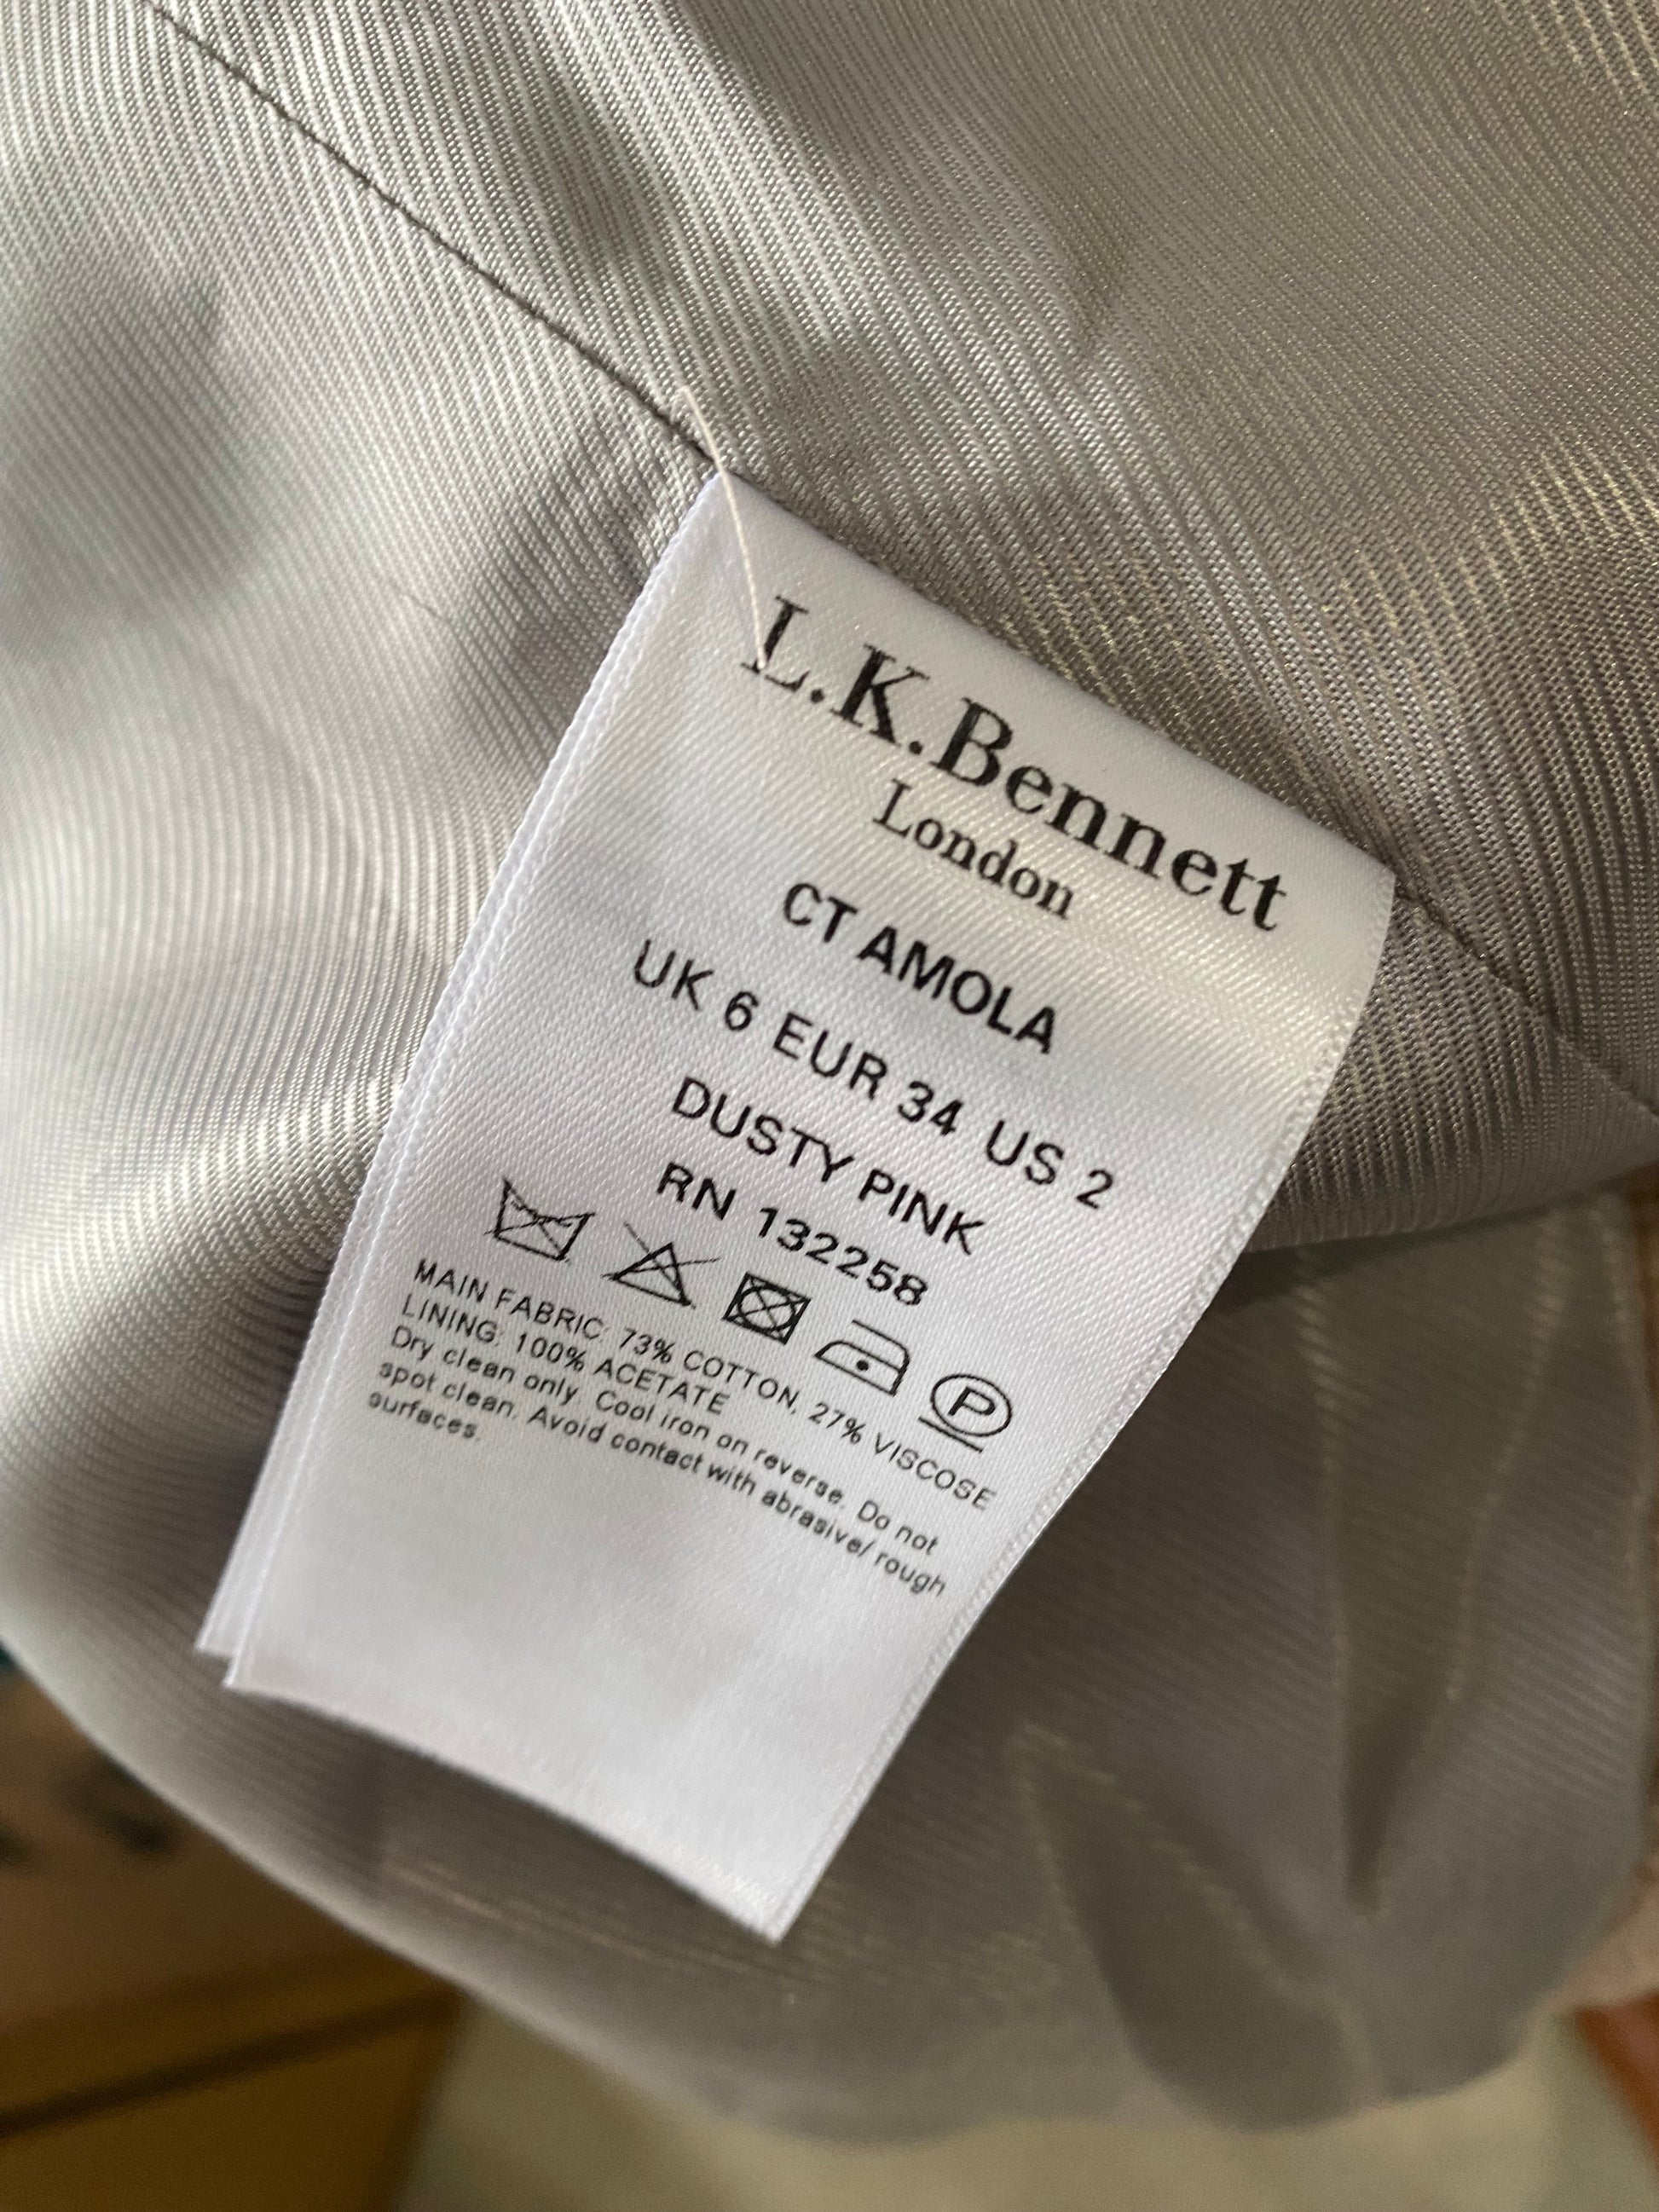 L.K.Bennett
London
CT AMOLA
UK 6 EUR 34 US 2
DUSTY PINK
RN 132258
P
MAIN FABRIC: 73% COTTON, 27% VISCOSE
LINING: 100% ACETATE
Dry clean only. Cool iron on reverse. Do not
spot clean. Avoid contact with abrasive/ rough
surfaces.